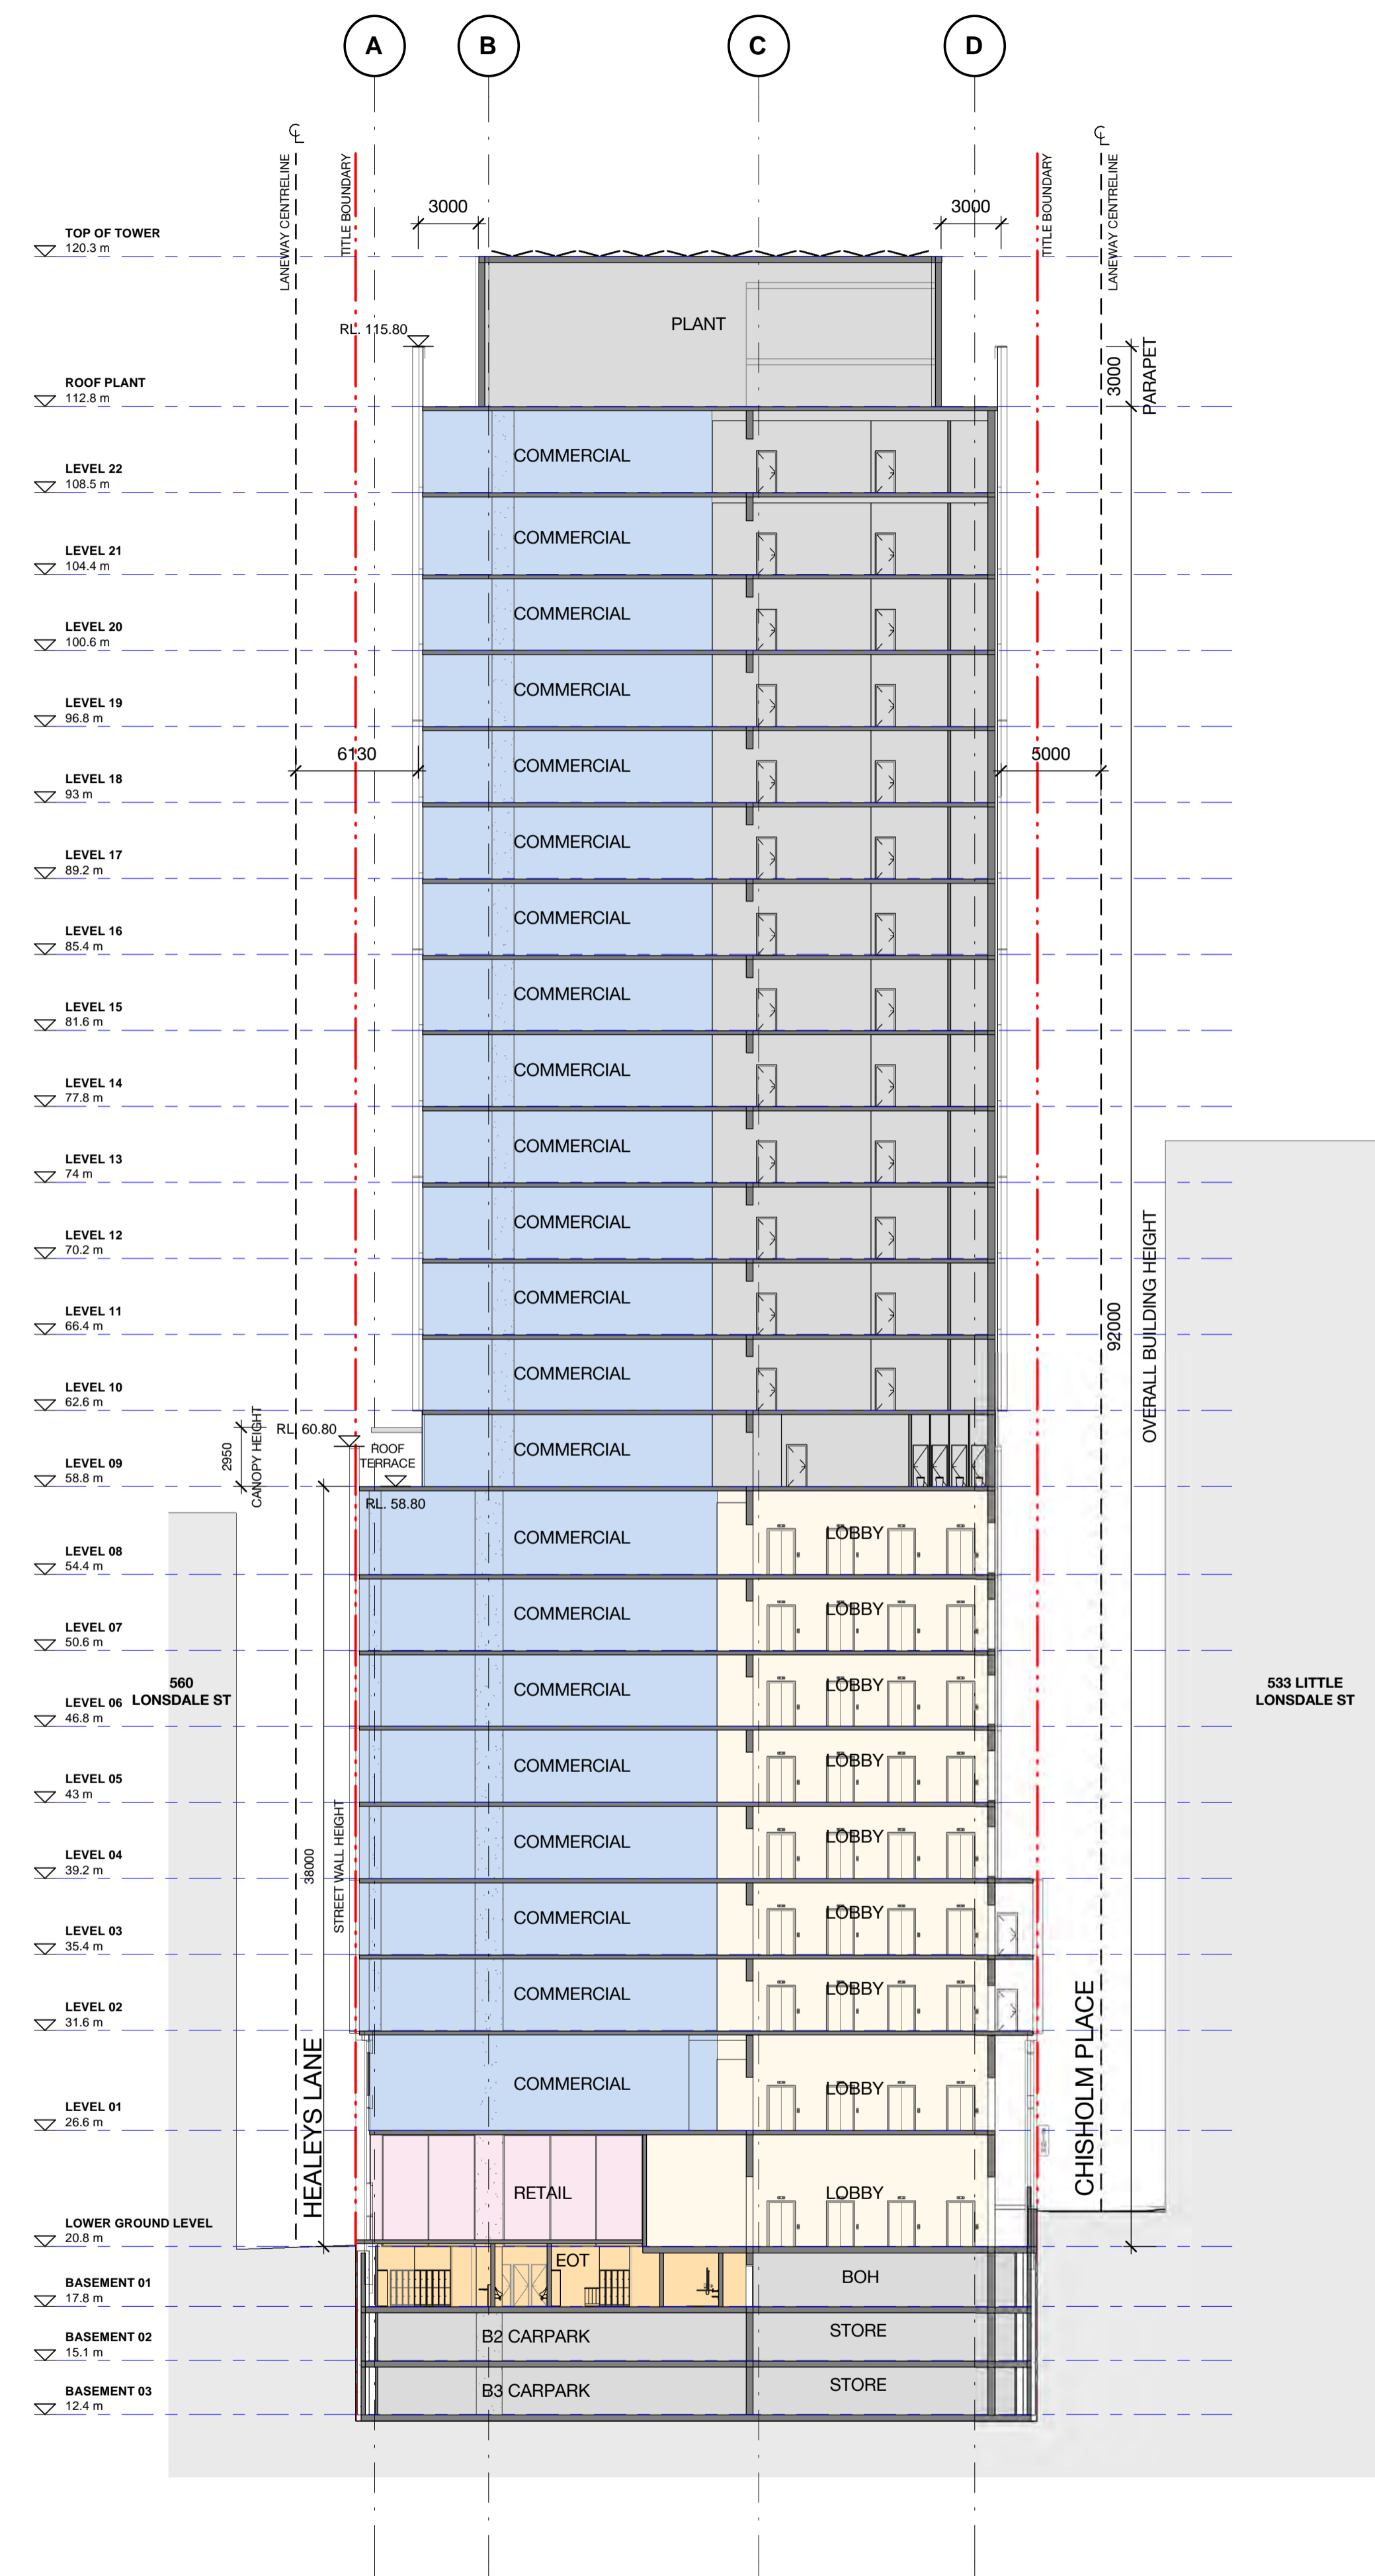 A
B
C
D
LANEWAY CENTRELINE
TITLE BOUNDARY
TITLE BOUNDARY
LANEWAY CENTRELINE
3000
3000
TOP OF TOWER
120.3 m
PLANT
RL. 115.80
3000
PARAPET
ROOF PLANT
112.8 m
COMMERCIAL
LEVEL 22
108.5 m
COMMERCIAL
LEVEL 21
104.4 m
COMMERCIAL
LEVEL 20
100.6 m
COMMERCIAL
LEVEL 19
96.8 m
6130
5000
COMMERCIAL
LEVEL 18
93 m
COMMERCIAL
LEVEL 17
89.2 m
COMMERCIAL
LEVEL 16
85.4 m
COMMERCIAL
LEVEL 15
81.6 m
COMMERCIAL
LEVEL 14
77.8 m
COMMERCIAL
LEVEL 13
74 m
COMMERCIAL
LEVEL 12
70.2 m
COMMERCIAL
LEVEL 11
66.4 m
92000
OVERALL BUILDING HEIGHT
COMMERCIAL
LEVEL 10
62.6 m
RL. 60.80
2950
CANOPY HEIGHT
ROOF
TERRACE
COMMERCIAL
LEVEL 09
58.8 m
RL. 58.80
COMMERCIAL
LOBBY
LEVEL 08
54.4 m
COMMERCIAL
LOBBY
LEVEL 07
50.6 m
560
LONSDALE ST
533 LITTLE
LONSDALE ST
COMMERCIAL
LOBBY
LEVEL 06
46.8 m
COMMERCIAL
LOBBY
LEVEL 05
43 m
COMMERCIAL
LOBBY
LEVEL 04
39.2 m
38000
STREET WALL HEIGHT
COMMERCIAL
LOBBY
LEVEL 03
35.4 m
COMMERCIAL
LOBBY
LEVEL 02
31.6 m
HEALEYS LANE
CHISHOLM PLACE
COMMERCIAL
LOBBY
LEVEL 01
26.6 m
RETAIL
LOBBY
LOWER GROUND LEVEL
20.8 m
EOT
BOH
BASEMENT 01
17.8 m
B2 CARPARK
STORE
BASEMENT 02
15.1 m
B3 CARPARK
STORE
BASEMENT 03
12.4 m